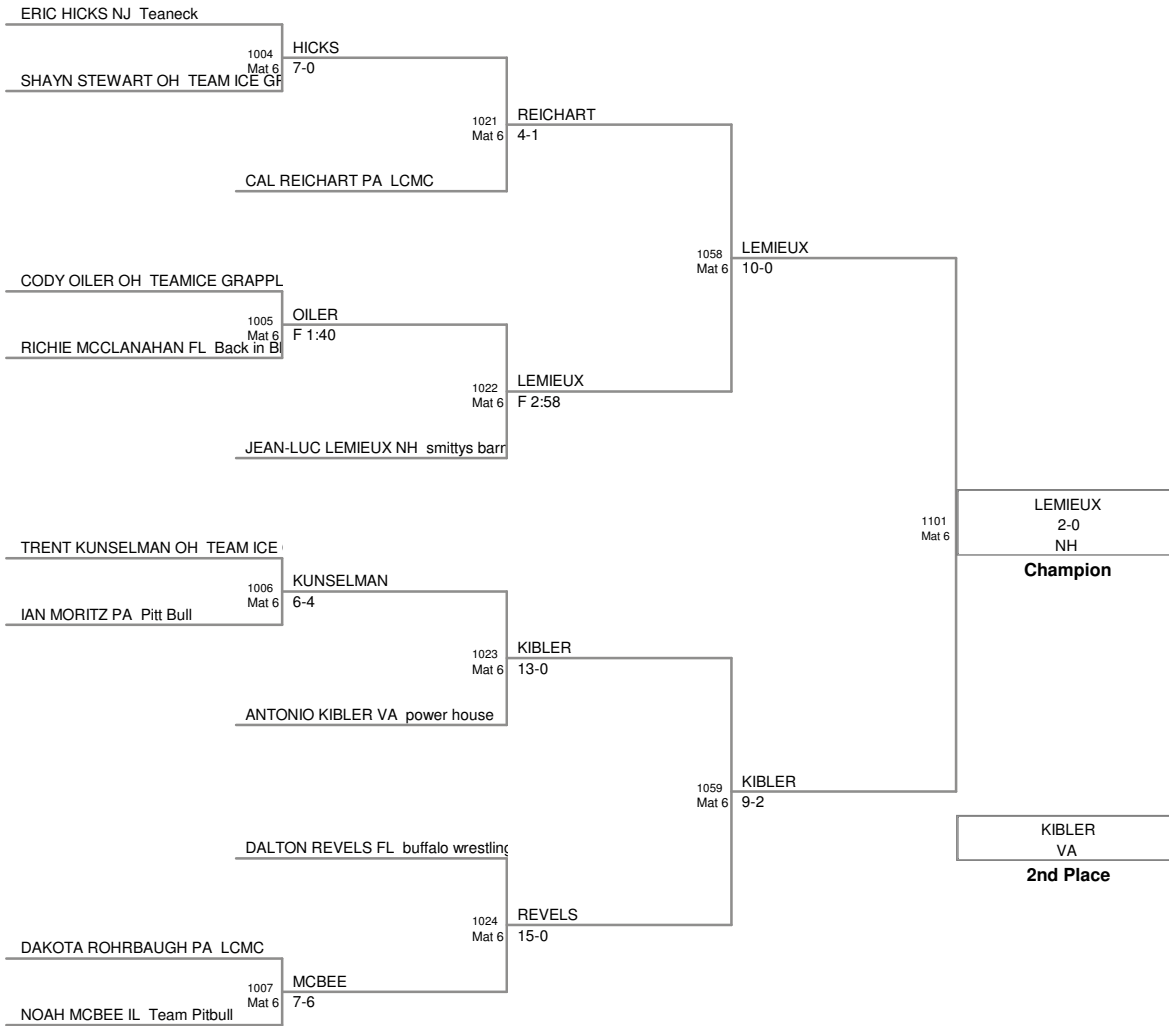 ERIC HICKS NJ Teaneck
1004 HICKS
Mat 6 7-0
SHAYN STEWART OH TEAM ICE
1021 REICHART
Mat 6 4-1
CAL REICHART PA LCMC
1058 LEMIEUX
Mat 6 10-0
CODY OILER OH TEAMICE GRAPPL
1005 OILER
Mat 6 F 1:40
RICHIE MCCLANAHAN FL Back in
1022 LEMIEUX
Mat 6 F 2:58
JEAN-LUC LEMIEUX NH smittys barn
1101 LEMIEUX
Mat 6 2-0
NH
Champion
TRENT KUNSELMAN OH TEAM ICE
1006 KUNSELMAN
Mat 6 6-4
IAN MORITZ PA Pitt Bull
1023 KIBLER
Mat 6 13-0
ANTONIO KIBLER VA power house
1059 KIBLER
Mat 6 9-2
KIBLER
VA
2nd Place
DALTON REVELS FL buffalo wrestling
1024 REVELS
Mat 6 15-0
DAKOTA ROHRBAUGH PA LCMC
1007 MCBEE
Mat 6 7-6
NOAH MCBEE IL Team Pitbull